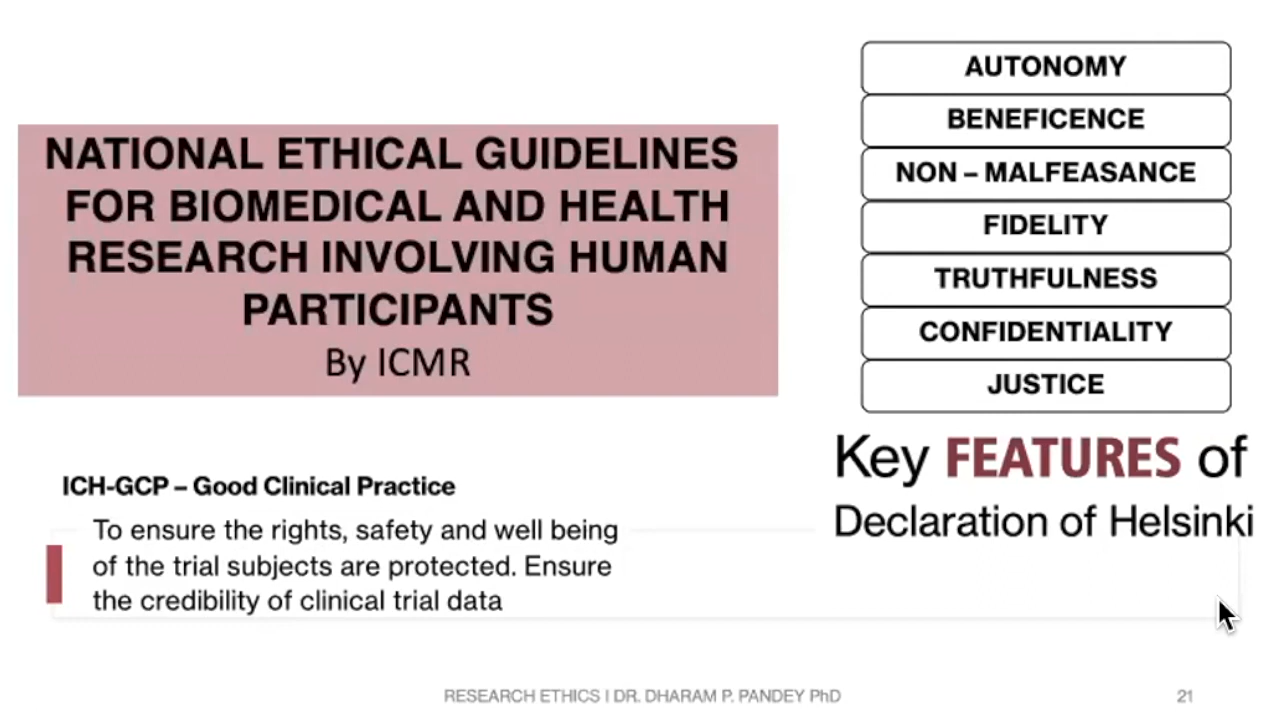 NATIONAL ETHICAL GUIDELINES
FOR BIOMEDICAL AND HEALTH
RESEARCH INVOLVING HUMAN
PARTICIPANTS
By ICMR
ICH-GCP – Good Clinical Practice
To ensure the rights, safety and well being
of the trial subjects are protected. Ensure
the credibility of clinical trial data
AUTONOMY
BENEFICENCE
NON – MALFEASANCE
FIDELITY
TRUTHFULNESS
CONFIDENTIALITY
JUSTICE
Key FEATURES of
Declaration of Helsinki
RESEARCH ETHICS I DR. DHARAM P. PANDEY PhD
21